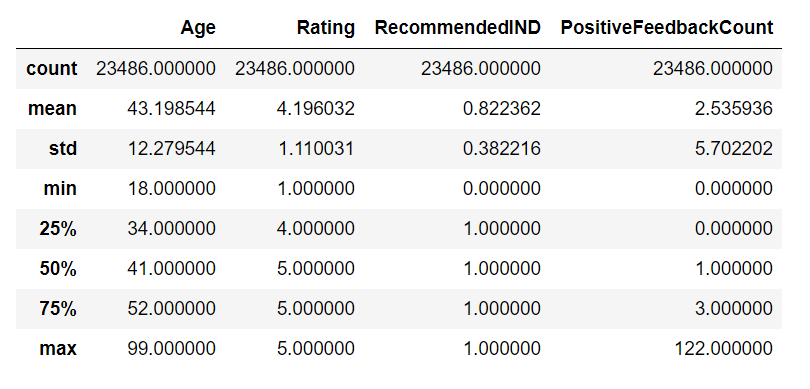 Age Rating RecommendedIND PositiveFeedbackCount
count 23486.000000 23486.000000 23486.000000 23486.000000
mean 43.198544 4.196032 0.822362 2.535936
std 12.279544 1.110031 0.382216 5.702202
min 18.000000 1.000000 0.000000 0.000000
25% 34.000000 4.000000 1.000000 0.000000
50% 41.000000 5.000000 1.000000 1.000000
75% 52.000000 5.000000 1.000000 3.000000
max 99.000000 5.000000 1.000000 122.000000